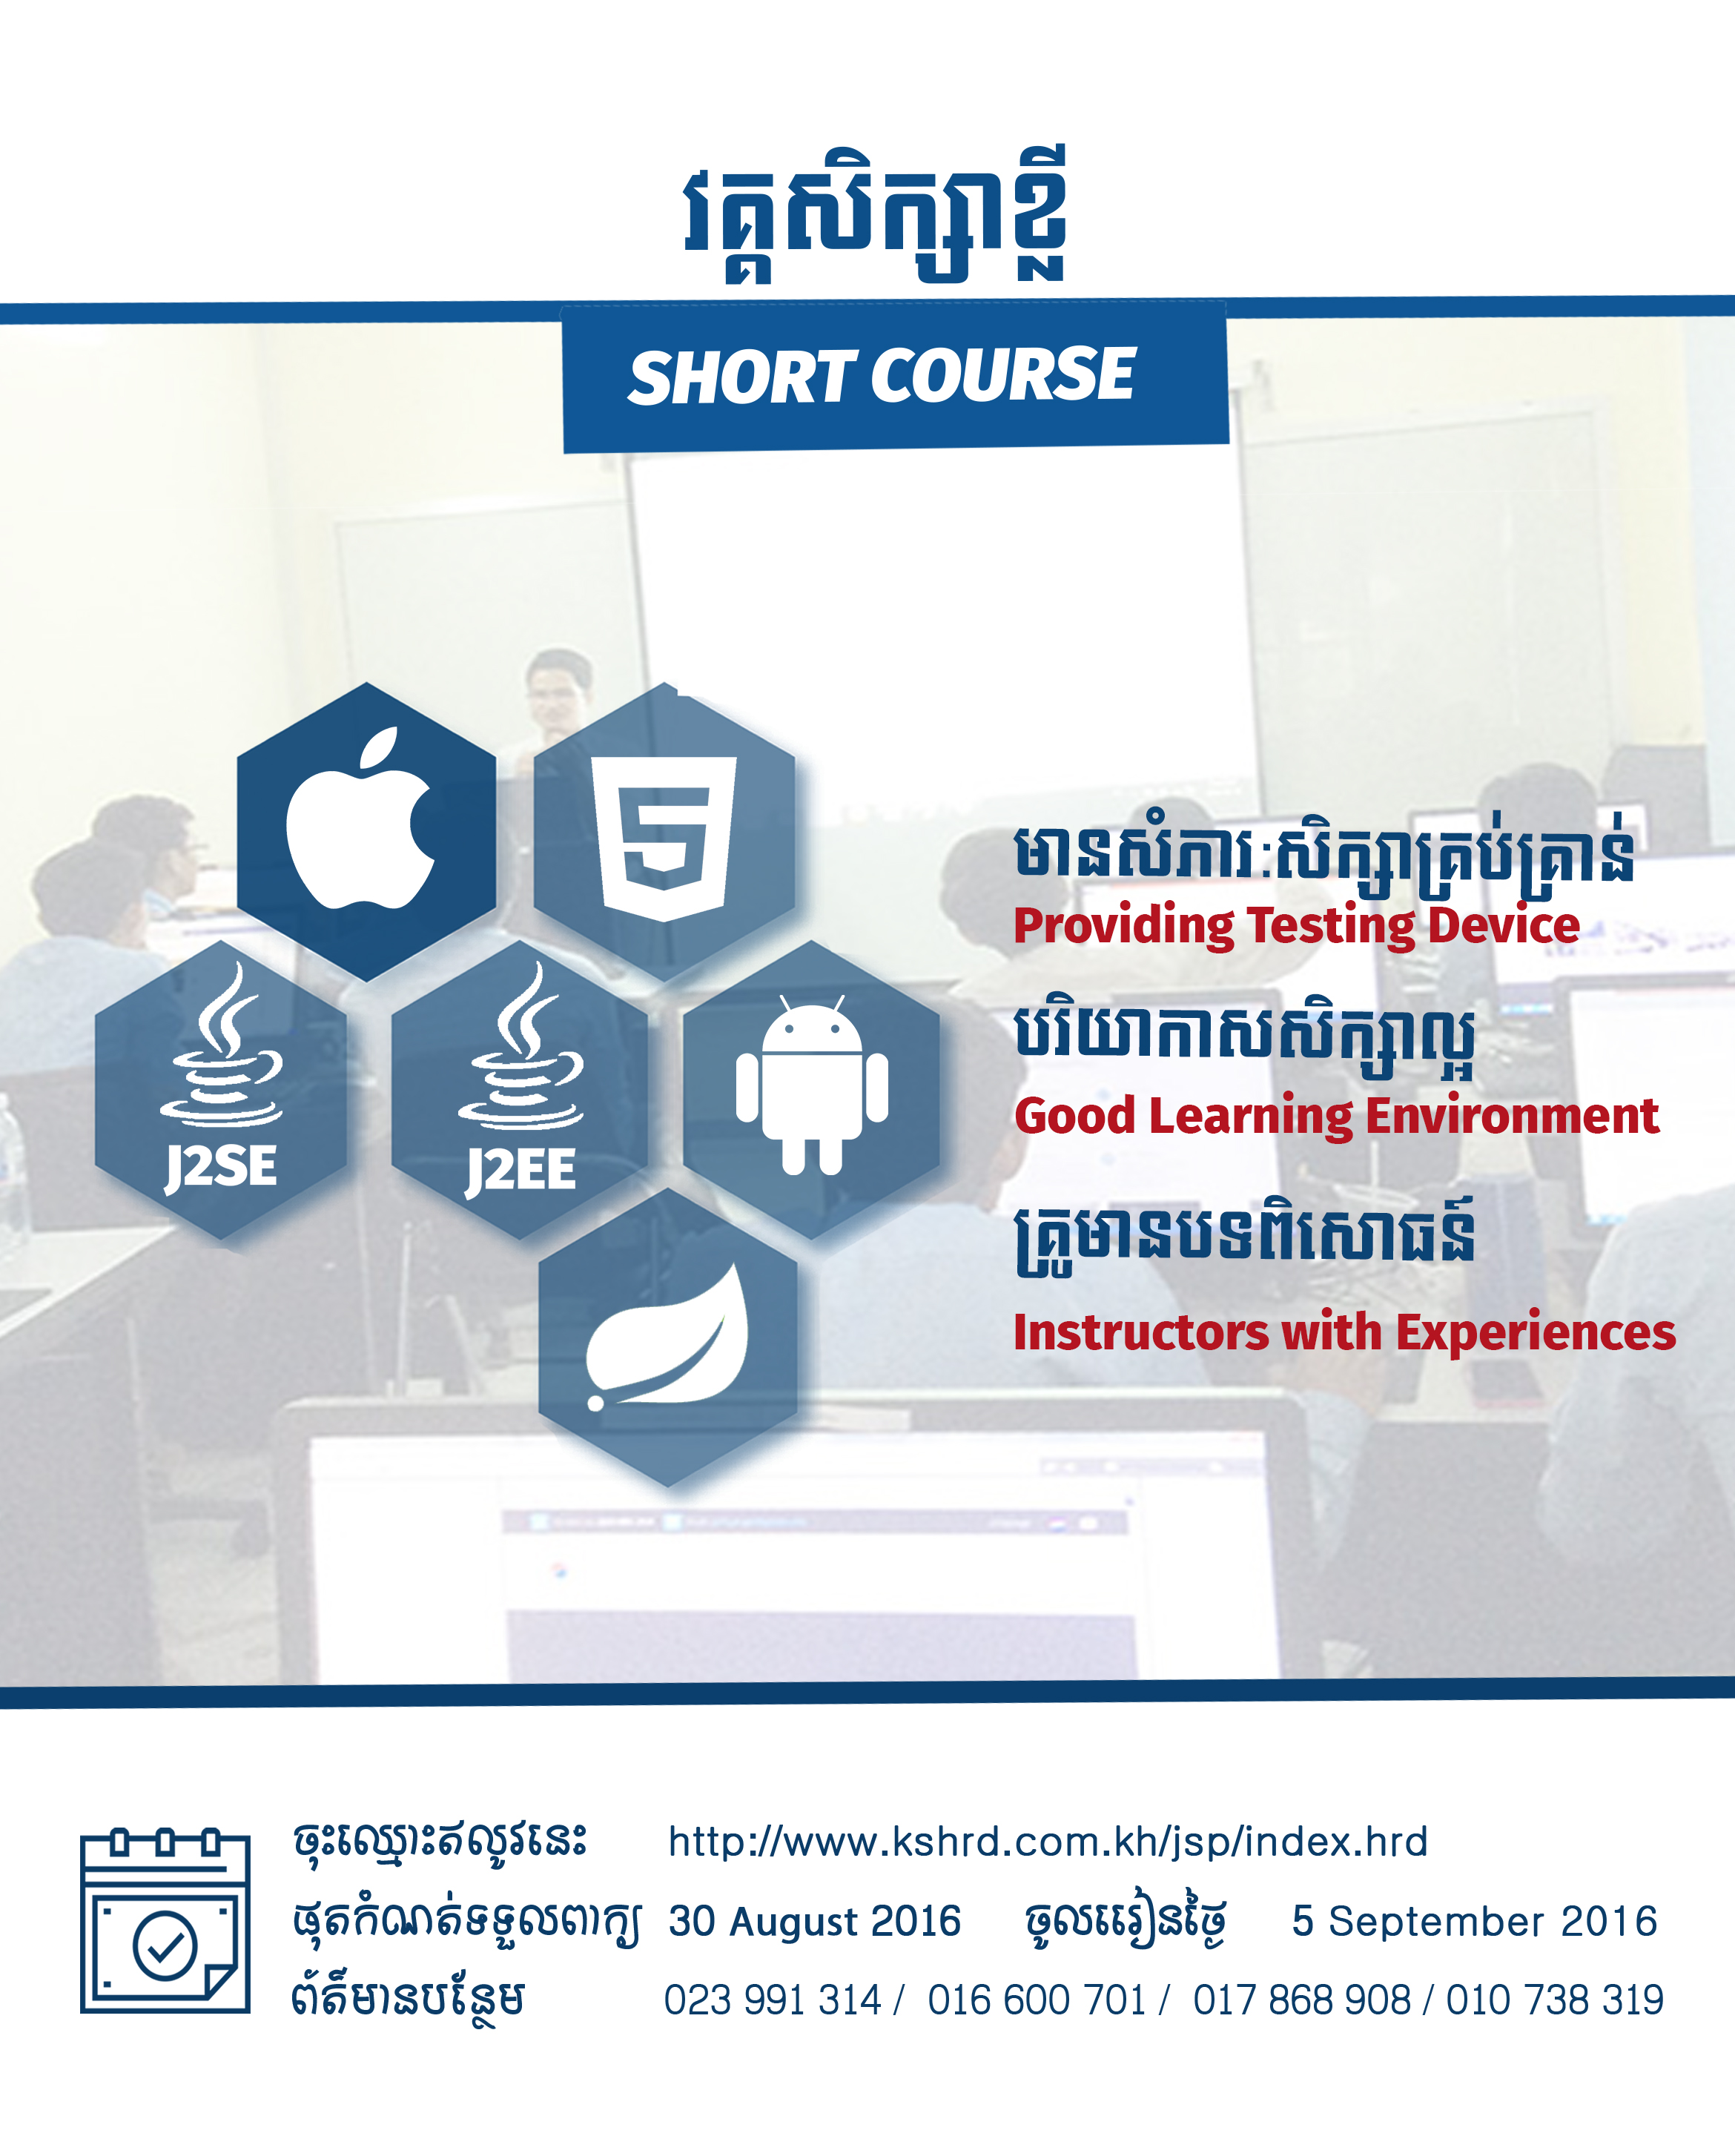 វគ្គសិក្សាខ្លី
SHORT COURSE
មានសំភារៈសិក្សាគ្រប់គ្រាន់
Providing Testing Device
បរិយាកាសសិក្សាល្អ
Good Learning Environment
គ្រូមានបទពិសោធន៍
Instructors with Experiences
J2SE
J2EE
ចុះឈ្មោះឥលូវនេះ http://www.kshrd.com.kh/jsp/index.hrd
ផុតកំណត់ទទួលពាក្យ 30 August 2016 ចូលរៀនថ្ងៃ 5 September 2016
ព័ត៌មានបន្ថែម 023 991 314 / 016 600 701 / 017 868 908 / 010 738 319